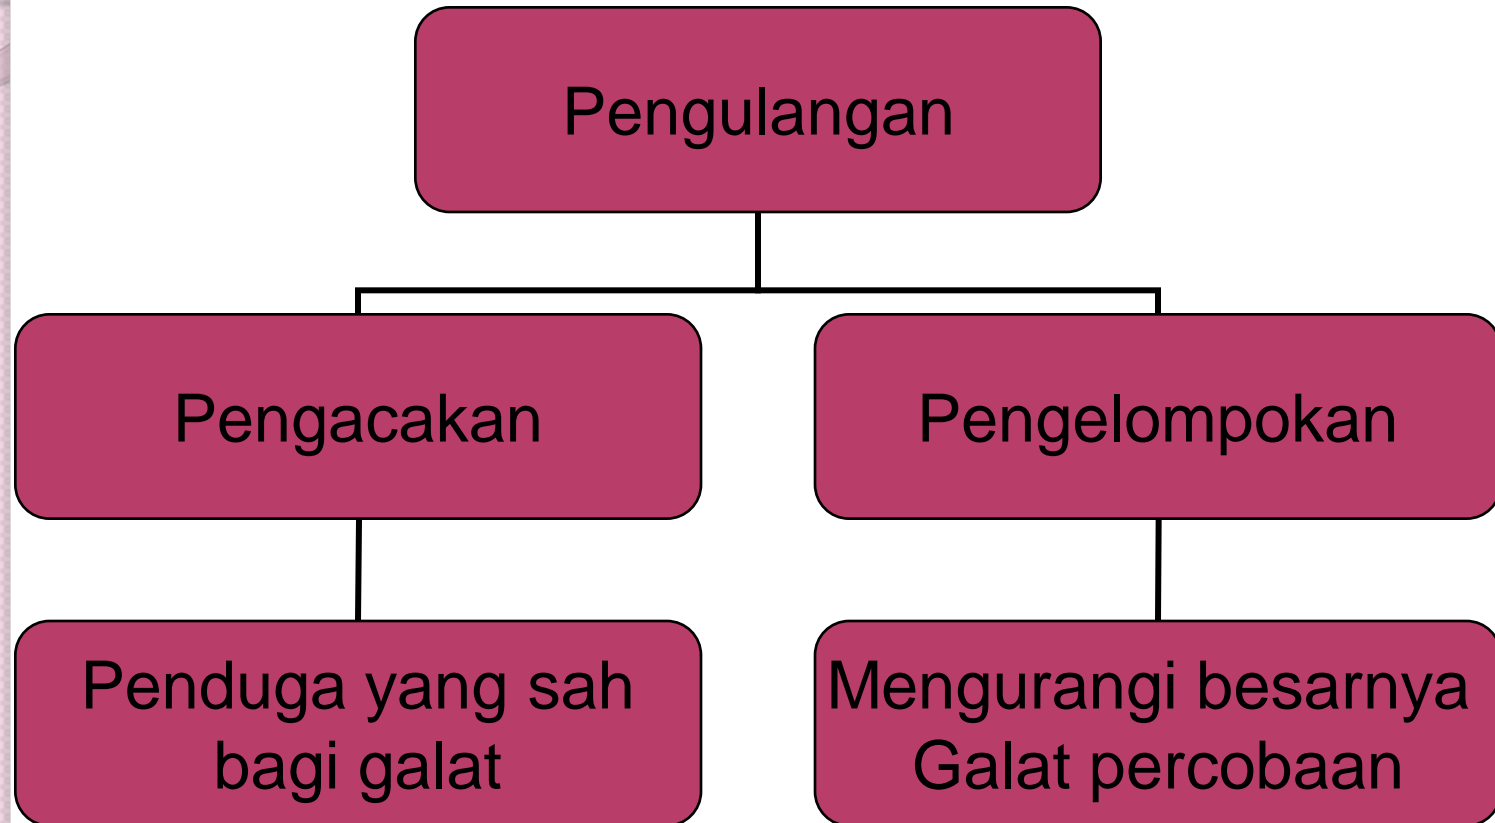 Pengulangan
Pengacakan
Pengelompokan
Penduga yang sah
bagi galat
Mengurangi besarnya
Galat percobaan